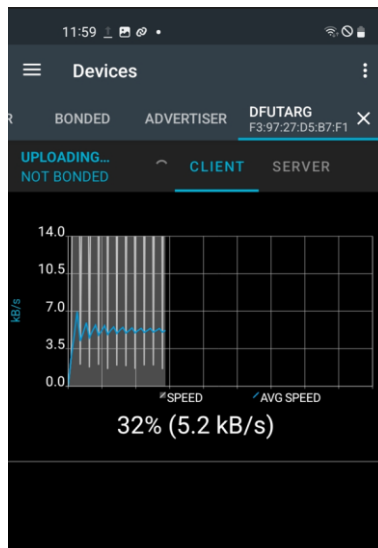 11:59
Devices
BONDED ADVERTISER DFUTARG
F3:97:27:D5:B7:F1
UPLOADING...
NOT BONDED
CLIENT SERVER
14.0
10.5
7.0
3.5
0.0
kB/s
SPEED AVG SPEED
32% (5.2 kB/s)